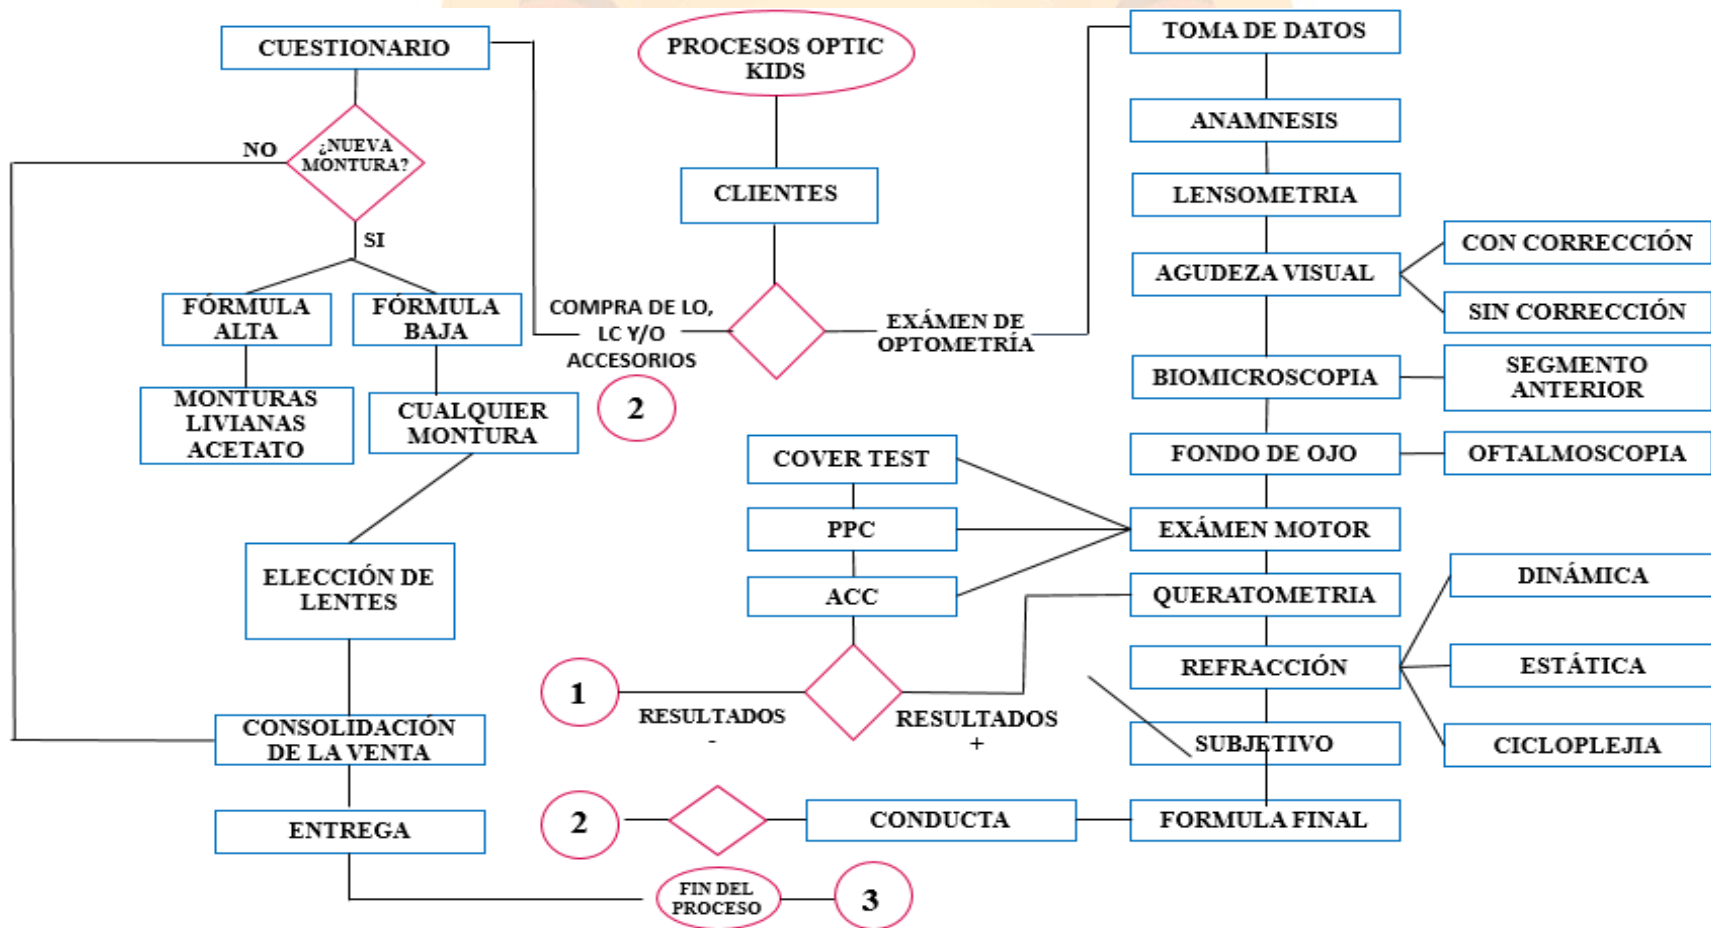 PROCESOS OPTIC
KIDS
CLIENTES
COMPRA DE LO,
LC Y/O
ACCESORIOS
2
EXÁMEN DE
OPTOMETRÍA
CUESTIONARIO
¿NUEVA
MONTURA?
NO
SI
FÓRMULA
ALTA
FÓRMULA
BAJA
MONTURAS
LIVIANAS
ACETATO
CUALQUIER
MONTURA
ELECCIÓN DE
LENTES
CONSOLIDACIÓN
DE LA VENTA
ENTREGA
TOMA DE DATOS
ANAMNESIS
LENSOMETRIA
AGUDEZA VISUAL
CON CORRECCIÓN
SIN CORRECCIÓN
BIOMICROSCOPIA
SEGMENTO
ANTERIOR
FONDO DE OJO
OFTALMOSCOPIA
EXÁMEN MOTOR
COVER TEST
PPC
ACC
1
RESULTADOS
-
RESULTADOS
+
QUERATOMETRIA
REFRACCIÓN
DINÁMICA
ESTÁTICA
CICLOPLEJIA
SUBJETIVO
FORMULA FINAL
CONDUCTA
2
FIN DEL
PROCESO
3